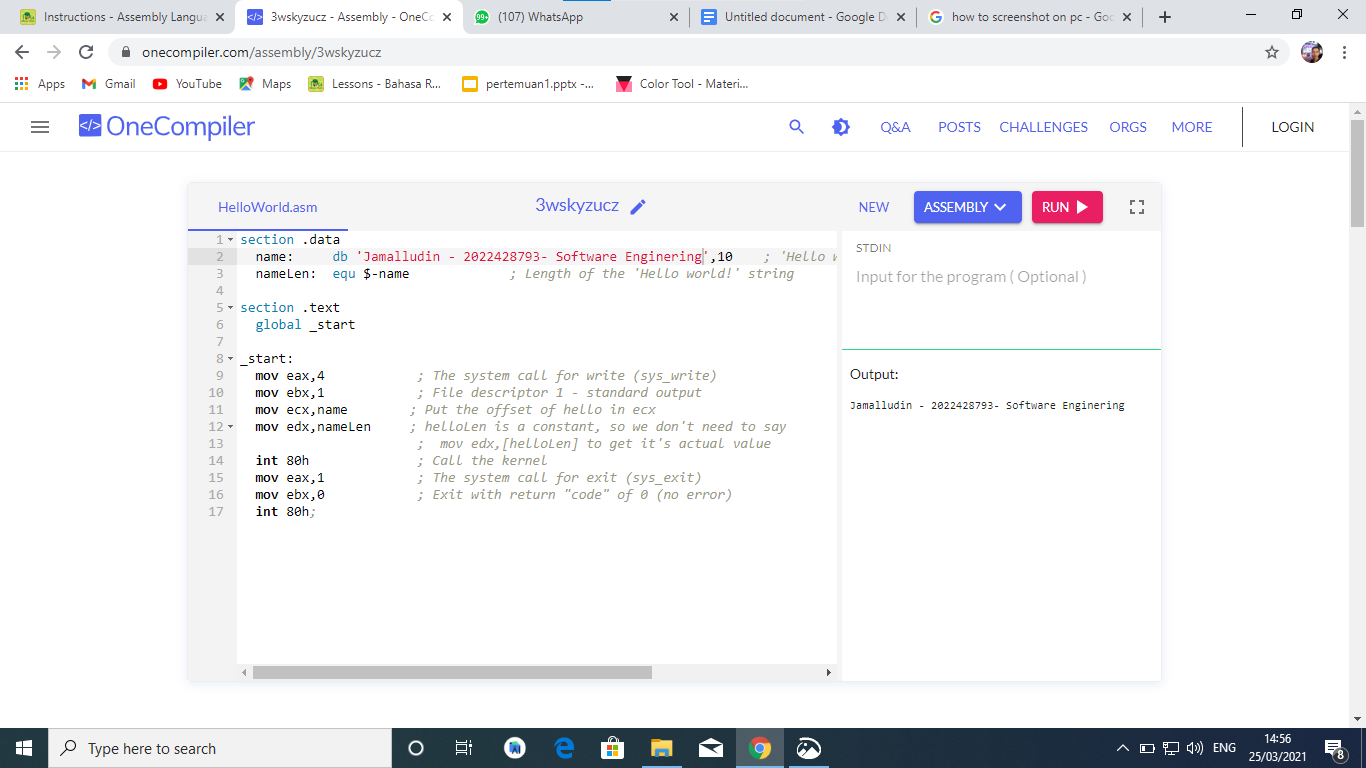 Instructions - Assembly Langua
3wskyzucz - Assembly - OneCo
(107) WhatsApp
Untitled document - Google D
how to screenshot on pc - Goo
onecompiler.com/assembly/3wskyzucz
Apps
Gmail
YouTube
Maps
Lessons - Bahasa R...
pertemuan1.pptx -...
Color Tool - Materi...
</> OneCompiler
Q&A
POSTS
CHALLENGES
ORGS
MORE
LOGIN
HelloWorld.asm
3wskyzucz
NEW
ASSEMBLY
RUN
1 section .data
2 name: db 'Jamalludin - 2022428793- Software Enginering',10 ; 'Hello w
3 nameLen: equ $-name ; Length of the 'Hello world!' string
4
5 section .text
6 global _start
7
8 _start:
9 mov eax,4 ; The system call for write (sys_write)
10 mov ebx,1 ; File descriptor 1 - standard output
11 mov ecx,name ; Put the offset of hello in ecx
12 mov edx,nameLen ; helloLen is a constant, so we don't need to say
13 ; mov edx,[helloLen] to get it's actual value
14 int 80h ; Call the kernel
15 mov eax,1 ; The system call for exit (sys_exit)
16 mov ebx,0 ; Exit with return "code" of 0 (no error)
17 int 80h;
STDIN
Input for the program ( Optional )
Output:
Jamalludin - 2022428793- Software Enginering
Type here to search
ENG
14:56
25/03/2021
8